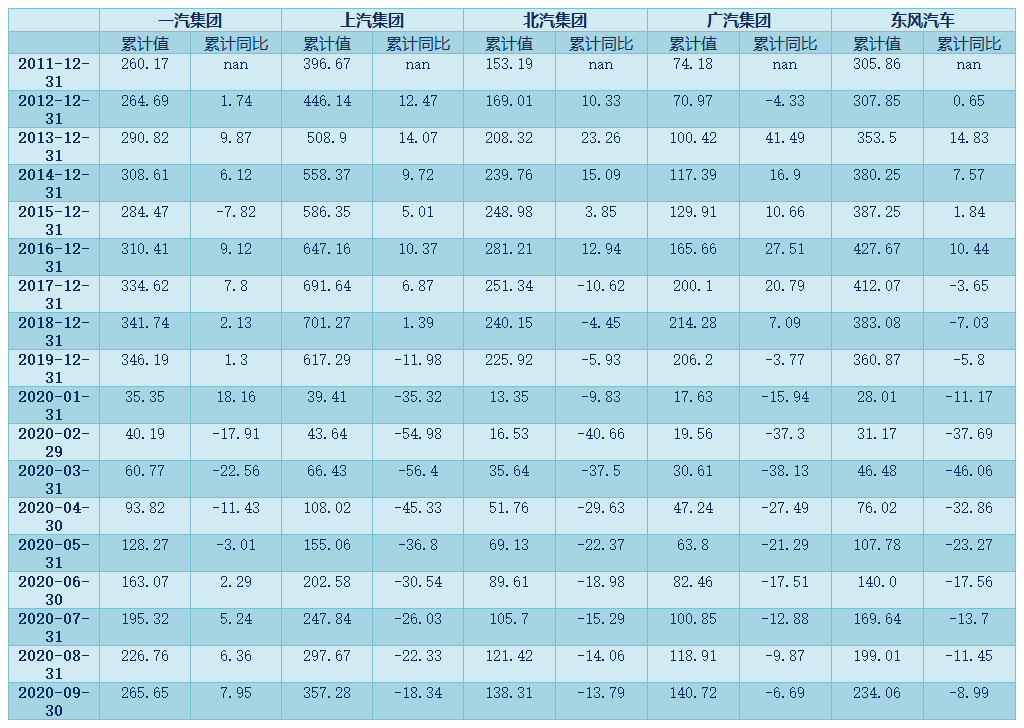 一汽集团 上汽集团 北汽集团 广汽集团 东风汽车
累计值 累计同比 累计值 累计同比 累计值 累计同比 累计值 累计同比 累计值 累计同比
2011-12-31 260.17 nan 396.67 nan 153.19 nan 74.18 nan 305.86 nan
2012-12-31 264.69 1.74 446.14 12.47 169.01 10.33 70.97 -4.33 307.85 0.65
2013-12-31 290.82 9.87 508.9 14.07 208.32 23.26 100.42 41.49 353.5 14.83
2014-12-31 308.61 6.12 558.37 9.72 239.76 15.09 117.39 16.9 380.25 7.57
2015-12-31 284.47 -7.82 586.35 5.01 248.98 3.85 129.91 10.66 387.25 1.84
2016-12-31 310.41 9.12 647.16 10.37 281.21 12.94 165.66 27.51 427.67 10.44
2017-12-31 334.62 7.8 691.64 6.87 251.34 -10.62 200.1 20.79 412.07 -3.65
2018-12-31 341.74 2.13 701.27 1.39 240.15 -4.45 214.28 7.09 383.08 -7.03
2019-12-31 346.19 1.3 617.29 -11.98 225.92 -5.93 206.2 -3.77 360.87 -5.8
2020-01-31 35.35 18.16 39.41 -35.32 13.35 -9.83 17.63 -15.94 28.01 -11.17
2020-02-29 40.19 -17.91 43.64 -54.98 16.53 -40.66 19.56 -37.3 31.17 -37.69
2020-03-31 60.77 -22.56 66.43 -56.4 35.64 -37.5 30.61 -38.13 46.48 -46.06
2020-04-30 93.82 -11.43 108.02 -45.33 51.76 -29.63 47.24 -27.49 76.02 -32.86
2020-05-31 128.27 -3.01 155.06 -36.8 69.13 -22.37 63.8 -21.29 107.78 -23.27
2020-06-30 163.07 2.29 202.58 -30.54 89.61 -18.98 82.46 -17.51 140.0 -17.56
2020-07-31 195.32 5.24 247.84 -26.03 105.7 -15.29 100.85 -12.88 169.64 -13.7
2020-08-31 226.76 6.36 297.67 -22.33 121.42 -14.06 118.91 -9.87 199.01 -11.45
2020-09-30 265.65 7.95 357.28 -18.34 138.31 -13.79 140.72 -6.69 234.06 -8.99